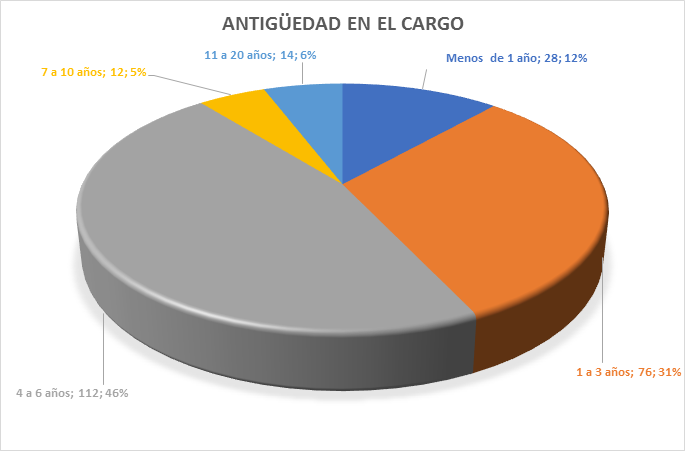 ANTIGÜEDAD EN EL CARGO
11 a 20 años; 14; 6%
Menos  de 1 año; 28; 12%
7 a 10 años; 12; 5%
1 a 3 años; 76; 31%
4 a 6 años; 112; 46%